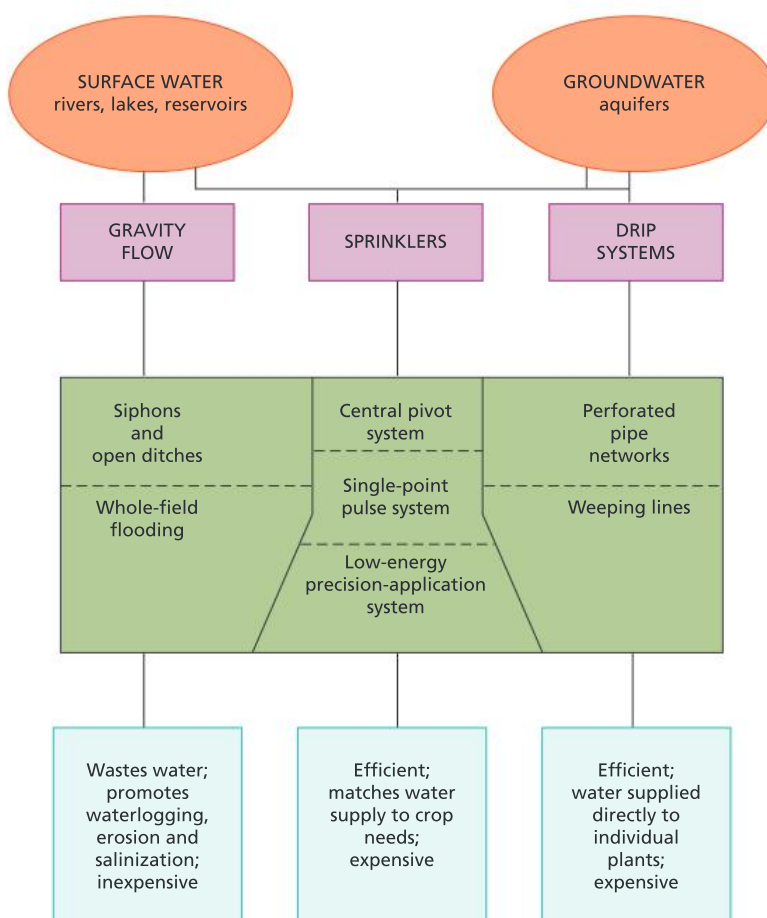 SURFACE WATER
rivers, lakes, reservoirs
GROUNDWATER
aquifers
GRAVITY
FLOW
SPRINKLERS
DRIP
SYSTEMS
Siphons
and
open ditches
Whole-field
flooding
Central pivot
system
Single-point
pulse system
Low-energy
precision-application
system
Perforated
pipe
networks
Weeping lines
Wastes water;
promotes
waterlogging,
erosion and
salinization;
inexpensive
Efficient;
matches water
supply to crop
needs;
expensive
Efficient;
water supplied
directly to
individual
plants;
expensive